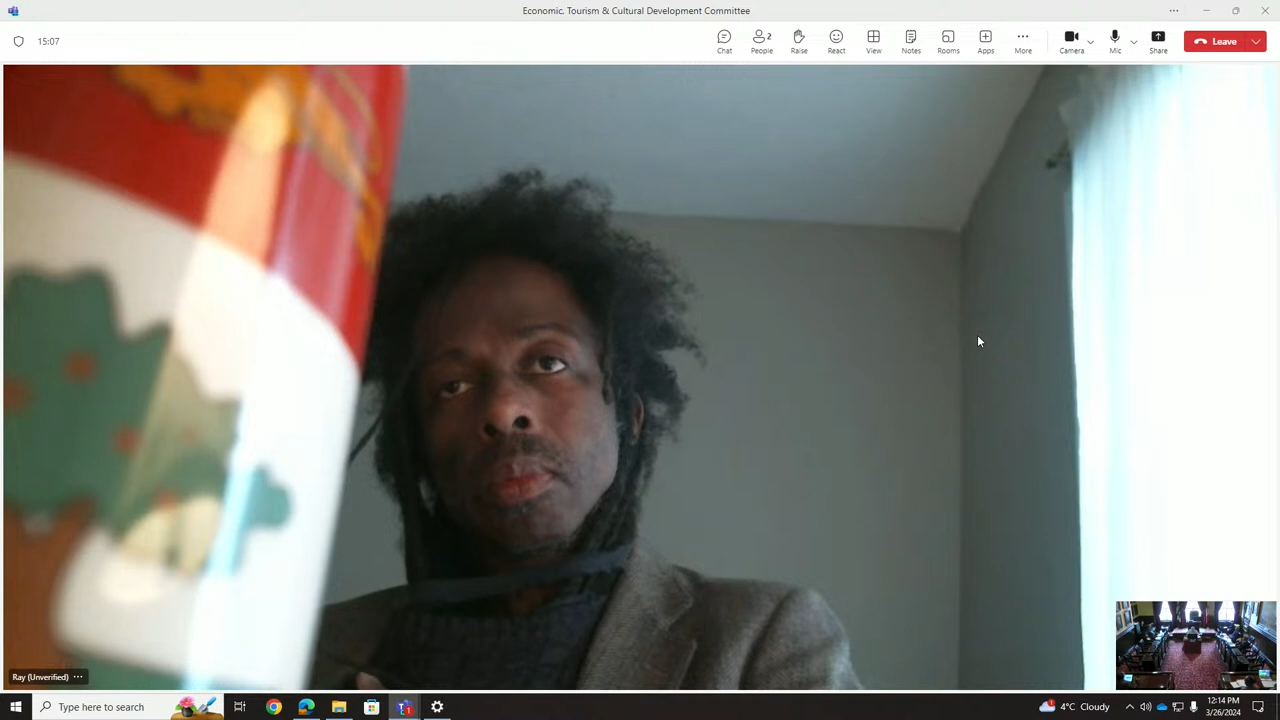 Economic, Tourism & Cultural Development Committee
15:07
Chat
People
2
Raise
React
View
Notes
Rooms
Apps
More
Camera
Mic
Share
Leave
Ray (Unverified)
Type here to search
1
4°C Cloudy
12:14 PM
3/26/2024